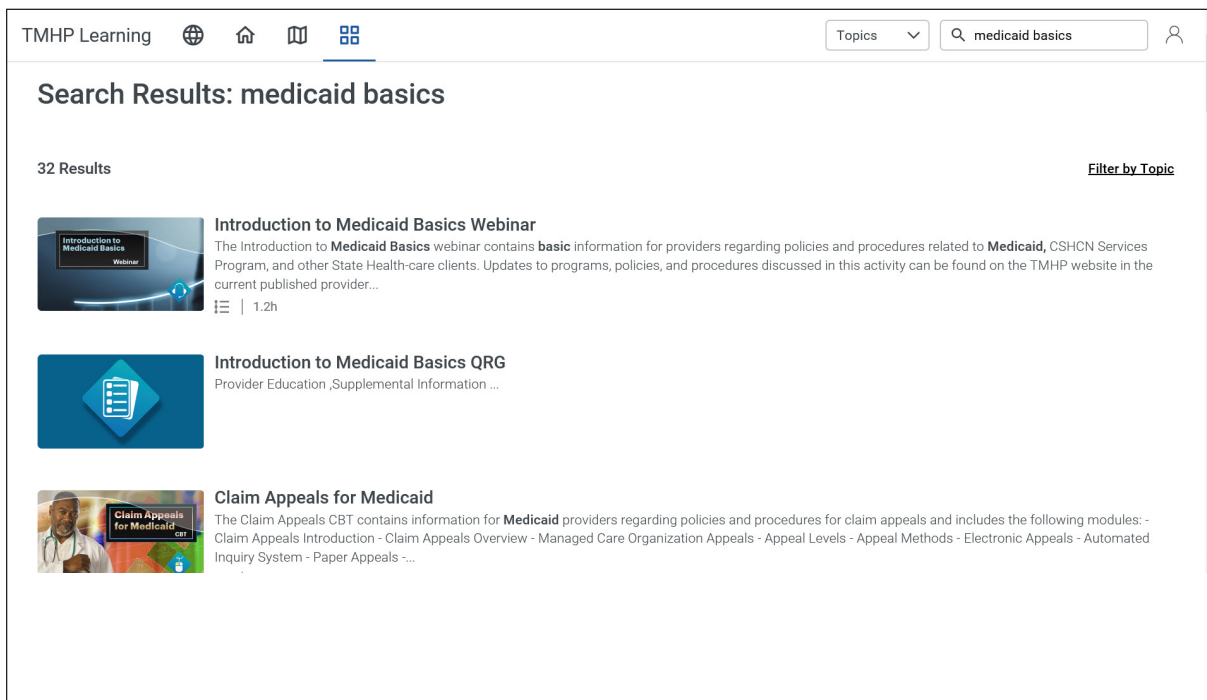 TMHP Learning
Topics
medicaid basics
Search Results: medicaid basics
32 Results
Filter by Topic
Introduction to
Medicaid Basics
Webinar
Introduction to Medicaid Basics Webinar
The Introduction to Medicaid Basics webinar contains basic information for providers regarding policies and procedures related to Medicaid, CSHCN Services
Program, and other State Health-care clients. Updates to programs, policies, and procedures discussed in this activity can be found on the TMHP website in the
current published provider...
1.2h
Introduction to Medicaid Basics QRG
Provider Education ,Supplemental Information ...
Claim Appeals
for Medicaid
CBT
Claim Appeals for Medicaid
The Claim Appeals CBT contains information for Medicaid providers regarding policies and procedures for claim appeals and includes the following modules: -
Claim Appeals Introduction - Claim Appeals Overview - Managed Care Organization Appeals - Appeal Levels - Appeal Methods - Electronic Appeals - Automated
Inquiry System - Paper Appeals -...